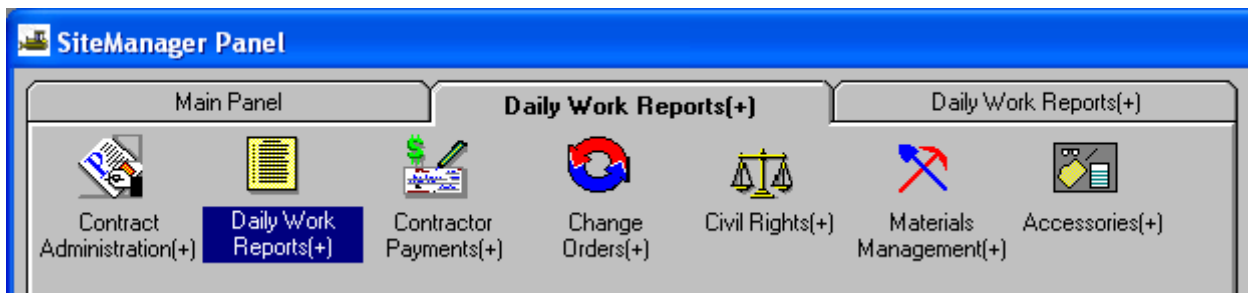 SiteManager Panel
Main Panel
Daily Work Reports(+)
Daily Work Reports(+)
Contract
Administration(+)
Daily Work
Reports(+)
Contractor
Payments(+)
Change
Orders(+)
Civil Rights(+)
Materials
Management(+)
Accessories(+)